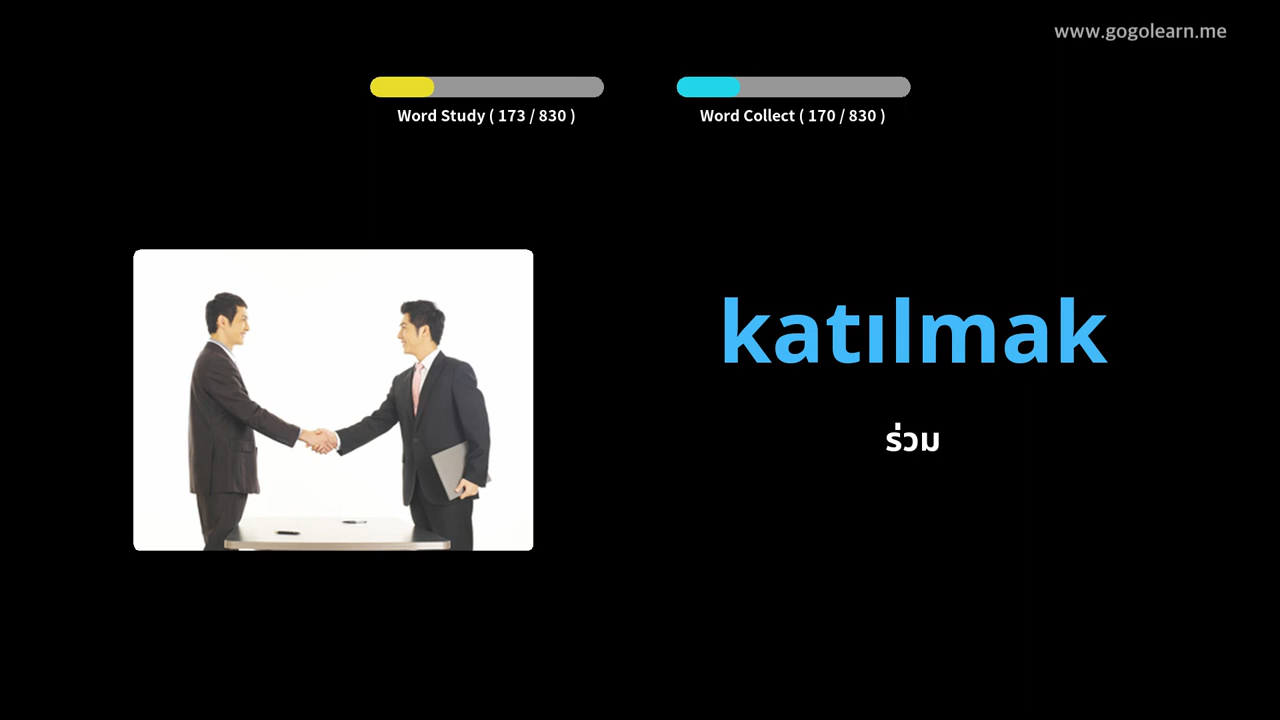 www.gogolearn.me
Word Study ( 173 / 830 )
Word Collect ( 170 / 830 )
katılmak
ร่วม